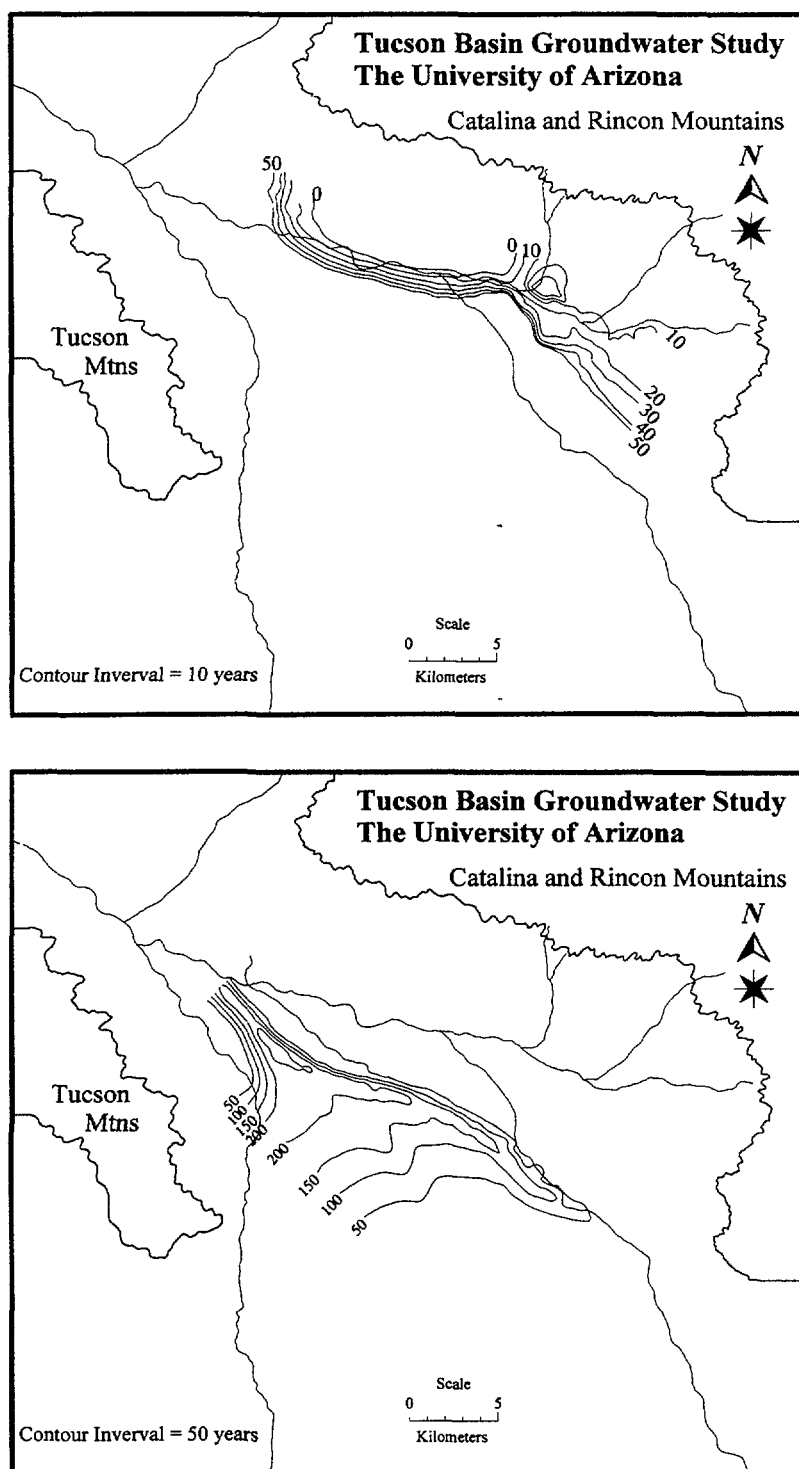 Tucson Basin Groundwater Study
The University of Arizona
Catalina and Rincon Mountains
N
50
0
0 10
Tucson
Mtns
10
20
30
40
50
Scale
0 5
Kilometers
Contour Inverval = 10 years
Tucson Basin Groundwater Study
The University of Arizona
Catalina and Rincon Mountains
N
Tucson
Mtns
50
100
150
200
200
150
100
50
Scale
0 5
Kilometers
Contour Inverval = 50 years